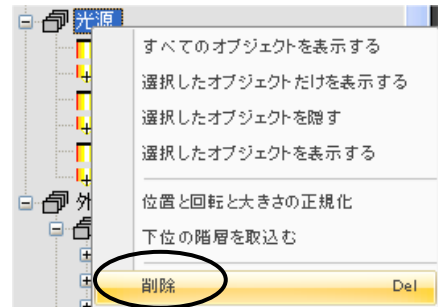 光源
すべてのオブジェクトを表示する
選択したオブジェクトだけを表示する
選択したオブジェクトを隠す
選択したオブジェクトを表示する
外
位置と回転と大きさの正規化
下位の階層を取込む
削除 Del